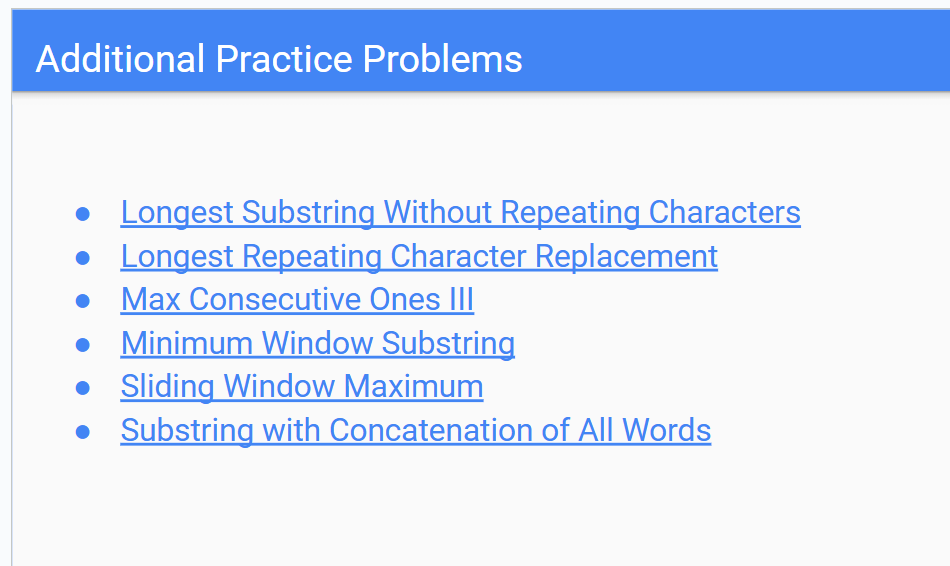 Additional Practice Problems
● Longest Substring Without Repeating Characters
● Longest Repeating Character Replacement
● Max Consecutive Ones III
● Minimum Window Substring
● Sliding Window Maximum
● Substring with Concatenation of All Words